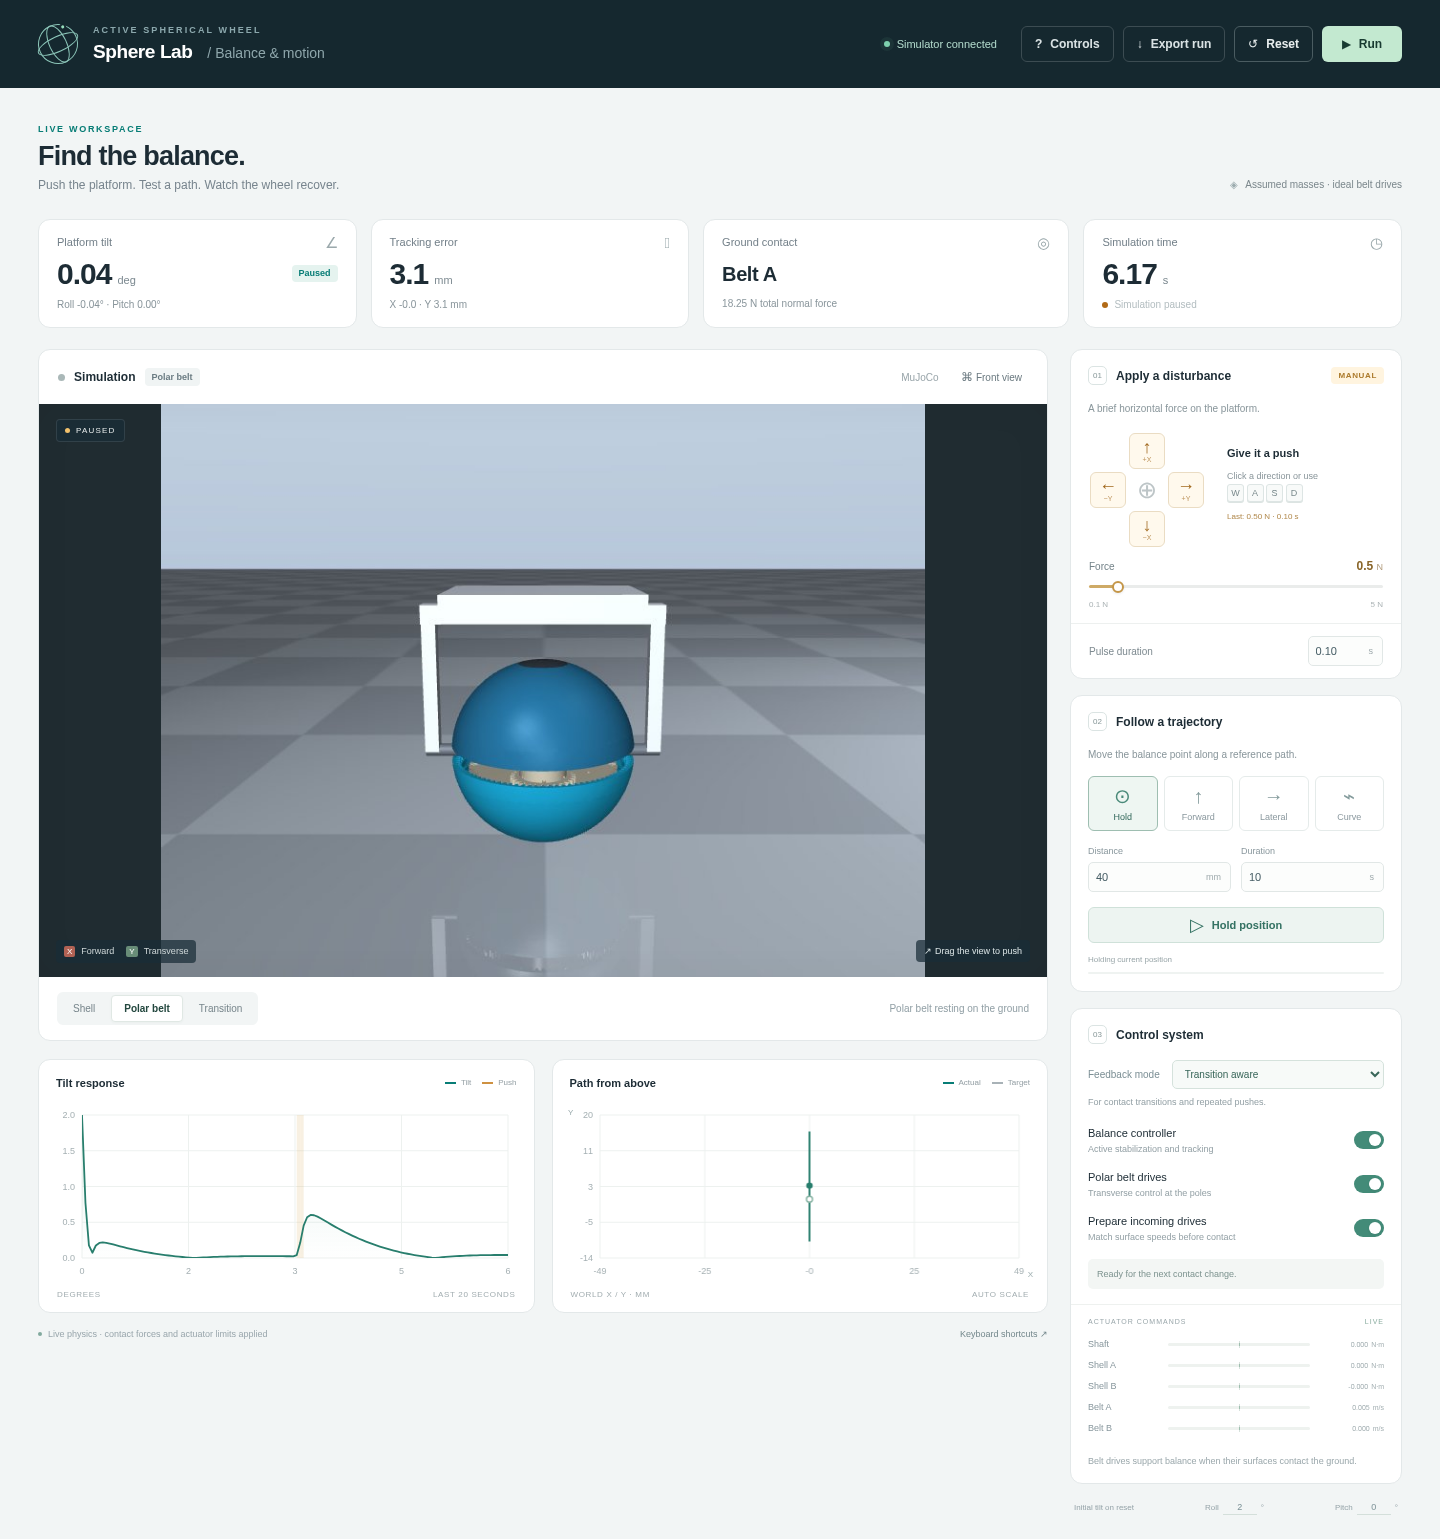 ACTIVE SPHERICAL WHEEL
Sphere Lab / Balance & motion
Simulator connected
? Controls
↓ Export run
↺ Reset
▶ Run
LIVE WORKSPACE
Find the balance.
Push the platform. Test a path. Watch the wheel recover.
Assumed masses · ideal belt drives
Platform tilt
0.04 deg
Paused
Roll -0.04° · Pitch 0.00°
Tracking error
3.1 mm
X -0.0 · Y 3.1 mm
Ground contact
Belt A
18.25 N total normal force
Simulation time
6.17 s
Simulation paused
Simulation
Polar belt
MuJoCo
⌘ Front view
PAUSED
X Forward Y Transverse
↗ Drag the view to push
Shell
Polar belt
Transition
Polar belt resting on the ground
Tilt response
Tilt Push
2.0
1.5
1.0
0.5
0.0
0 2 3 5 6
DEGREES
LAST 20 SECONDS
Path from above
Actual Target
Y
20
11
3
-5
-14
-49 -25 -0 25 49 X
WORLD X / Y · MM
AUTO SCALE
Live physics · contact forces and actuator limits applied
Keyboard shortcuts ↗
01 Apply a disturbance
MANUAL
A brief horizontal force on the platform.
↑ +X
← −Y
→ +Y
↓ −X
Give it a push
Click a direction or use
W A S D
Last: 0.50 N · 0.10 s
Force
0.5 N
0.1 N
5 N
Pulse duration
0.10 s
02 Follow a trajectory
Move the balance point along a reference path.
Hold
Forward
Lateral
Curve
Distance
40 mm
Duration
10 s
Hold position
Holding current position
03 Control system
Feedback mode
Transition aware
For contact transitions and repeated pushes.
Balance controller
Active stabilization and tracking
Polar belt drives
Transverse control at the poles
Prepare incoming drives
Match surface speeds before contact
Ready for the next contact change.
ACTUATOR COMMANDS
LIVE
Shaft 0.000 N·m
Shell A 0.000 N·m
Shell B -0.000 N·m
Belt A 0.005 m/s
Belt B 0.000 m/s
Belt drives support balance when their surfaces contact the ground.
Initial tilt on reset
Roll 2 °
Pitch 0 °